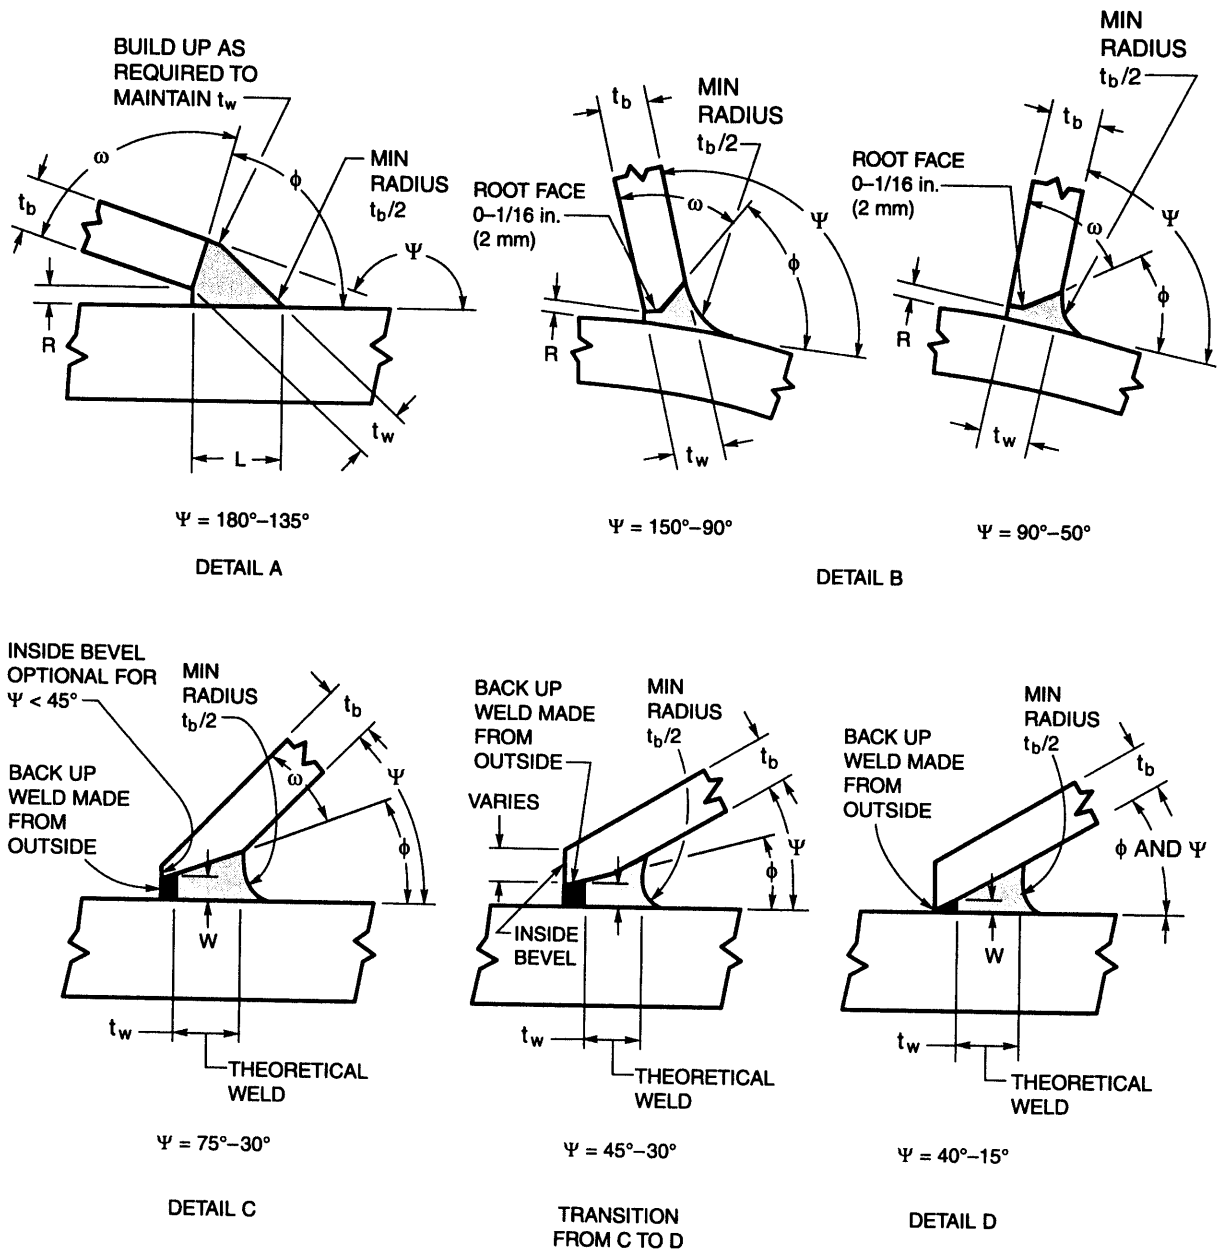 BUILD UP AS
REQUIRED TO
MAINTAIN tw
ω
ϕ
MIN
RADIUS
tb/2
tb
Ψ
R
tw
L
Ψ = 180°–135°
DETAIL A
tb
MIN
RADIUS
tb/2
ROOT FACE
0–1/16 in.
(2 mm)
ω
Ψ
ϕ
R
tw
Ψ = 150°–90°
MIN
RADIUS
tb/2
tb
ROOT FACE
0–1/16 in.
(2 mm)
ω
Ψ
ϕ
R
tw
Ψ = 90°–50°
DETAIL B
INSIDE BEVEL
OPTIONAL FOR
Ψ < 45°
MIN
RADIUS
tb/2
tb
BACK UP
WELD MADE
FROM
OUTSIDE
ω
Ψ
ϕ
W
tw
THEORETICAL
WELD
Ψ = 75°–30°
DETAIL C
BACK UP
WELD MADE
FROM
OUTSIDE
MIN
RADIUS
tb/2
tb
VARIES
Ψ
ϕ
INSIDE
BEVEL
tw
THEORETICAL
WELD
Ψ = 45°–30°
TRANSITION
FROM C TO D
BACK UP
WELD MADE
FROM
OUTSIDE
MIN
RADIUS
tb/2
tb
ϕ AND Ψ
W
tw
THEORETICAL
WELD
Ψ = 40°–15°
DETAIL D